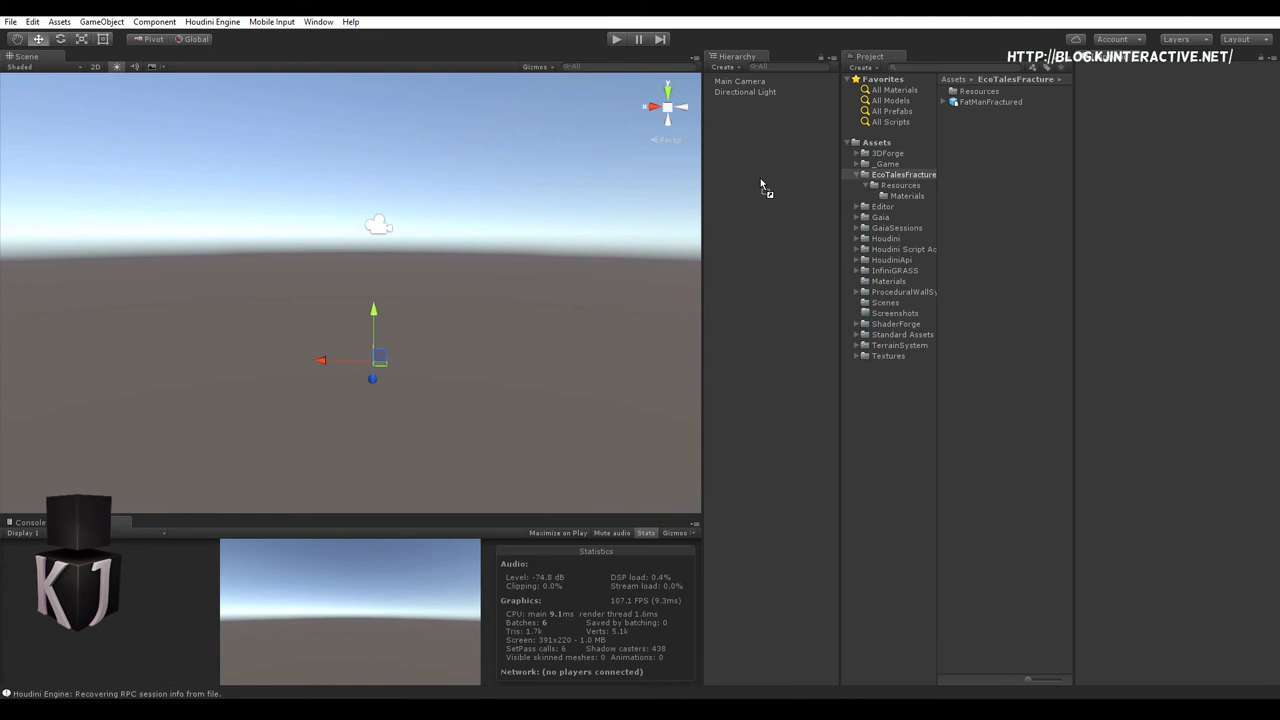 File Edit Assets GameObject Component Houdini Engine Mobile Input Window Help
Pivot Global Account Layers Layout
HTTP://BLOG.KJINTERACTIVE.NET/
Scene
Shaded 2D Gizmos All
y
x
Persp
Hierarchy
Create All
Main Camera
Directional Light
Project
Create
Favorites
All Materials
All Models
All Prefabs
All Scripts
Assets
3DForge
_Game
EcoTalesFracture
Resources
Materials
Editor
Gaia
GaiaSessions
Houdini
Houdini Script Ac
HoudiniApi
InfiniGRASS
Materials
ProceduralWallSy
Scenes
Screenshots
ShaderForge
Standard Assets
TerrainSystem
Textures
Assets EcoTalesFracture
Resources
FatManFractured
Console
Display 1 Maximize on Play Mute audio Stats Gizmos
Statistics
Audio:
Level: -74.8 dB DSP load: 0.4%
Clipping: 0.0% Stream load: 0.0%
Graphics: 107.1 FPS (9.3ms)
CPU: main 9.1ms render thread 1.6ms
Batches: 6 Saved by batching: 0
Tris: 1.7k Verts: 5.1k
Screen: 391x220 - 1.0 MB
SetPass calls: 6 Shadow casters: 438
Visible skinned meshes: 0 Animations: 0
Network: (no players connected)
KJ
Houdini Engine: Recovering RPC session info from file.